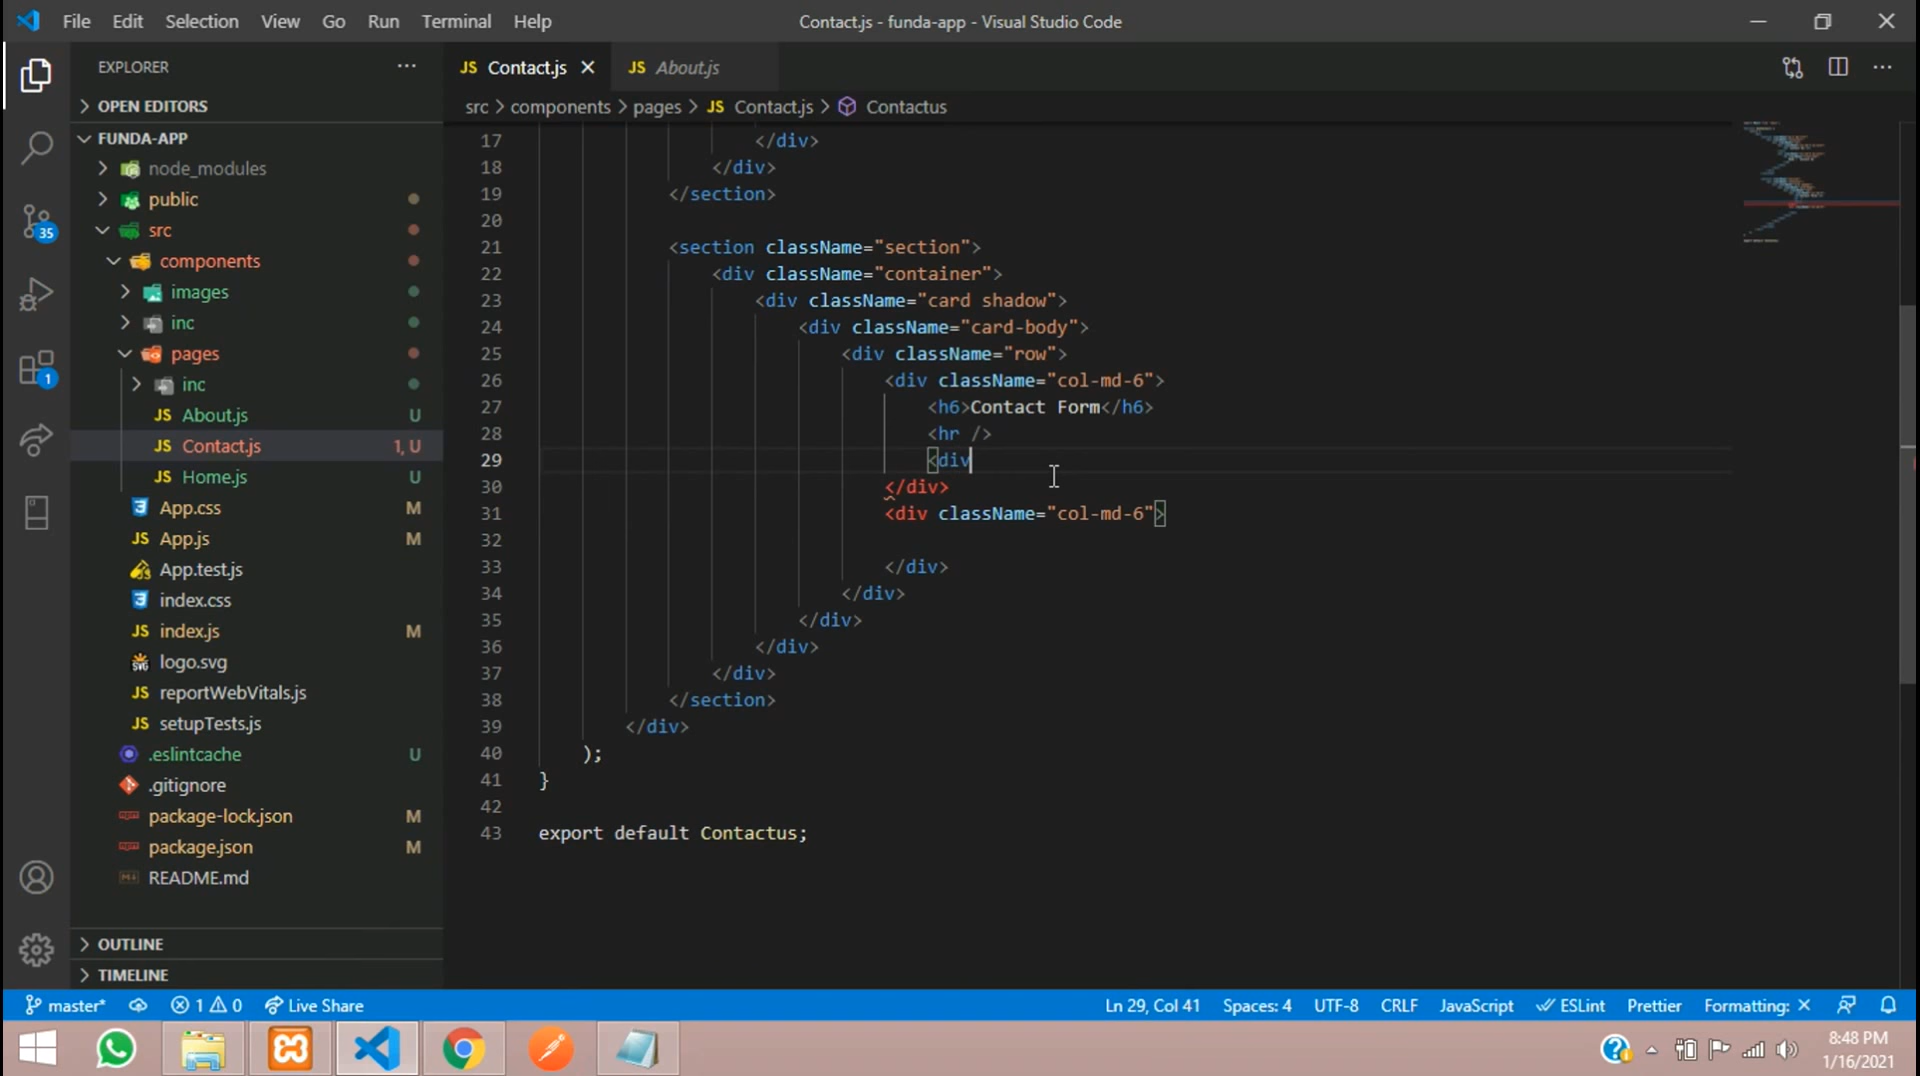 File Edit Selection View Go Run Terminal Help
Contact.js - funda-app - Visual Studio Code
EXPLORER
OPEN EDITORS
FUNDA-APP
node_modules
public
src
components
images
inc
pages
inc
JS About.js U
JS Contact.js 1, U
JS Home.js U
App.css M
JS App.js M
App.test.js
index.css
JS index.js M
logo.svg
JS reportWebVitals.js
JS setupTests.js
.eslintcache U
.gitignore
package-lock.json M
package.json M
README.md
OUTLINE
TIMELINE
35
1
JS Contact.js JS About.js
src > components > pages > JS Contact.js > Contactus
17 </div>
18 </div>
19 </section>
20
21 <section className="section">
22 <div className="container">
23 <div className="card shadow">
24 <div className="card-body">
25 <div className="row">
26 <div className="col-md-6">
27 <h6>Contact Form</h6>
28 <hr />
29 <div
30 </div>
31 <div className="col-md-6">
32
33 </div>
34 </div>
35 </div>
36 </div>
37 </div>
38 </section>
39 </div>
40 );
41 }
42
43 export default Contactus;
master* 1 0 Live Share Ln 29, Col 41 Spaces: 4 UTF-8 CRLF JavaScript ESLint Prettier Formatting: ×
8:48 PM
1/16/2021